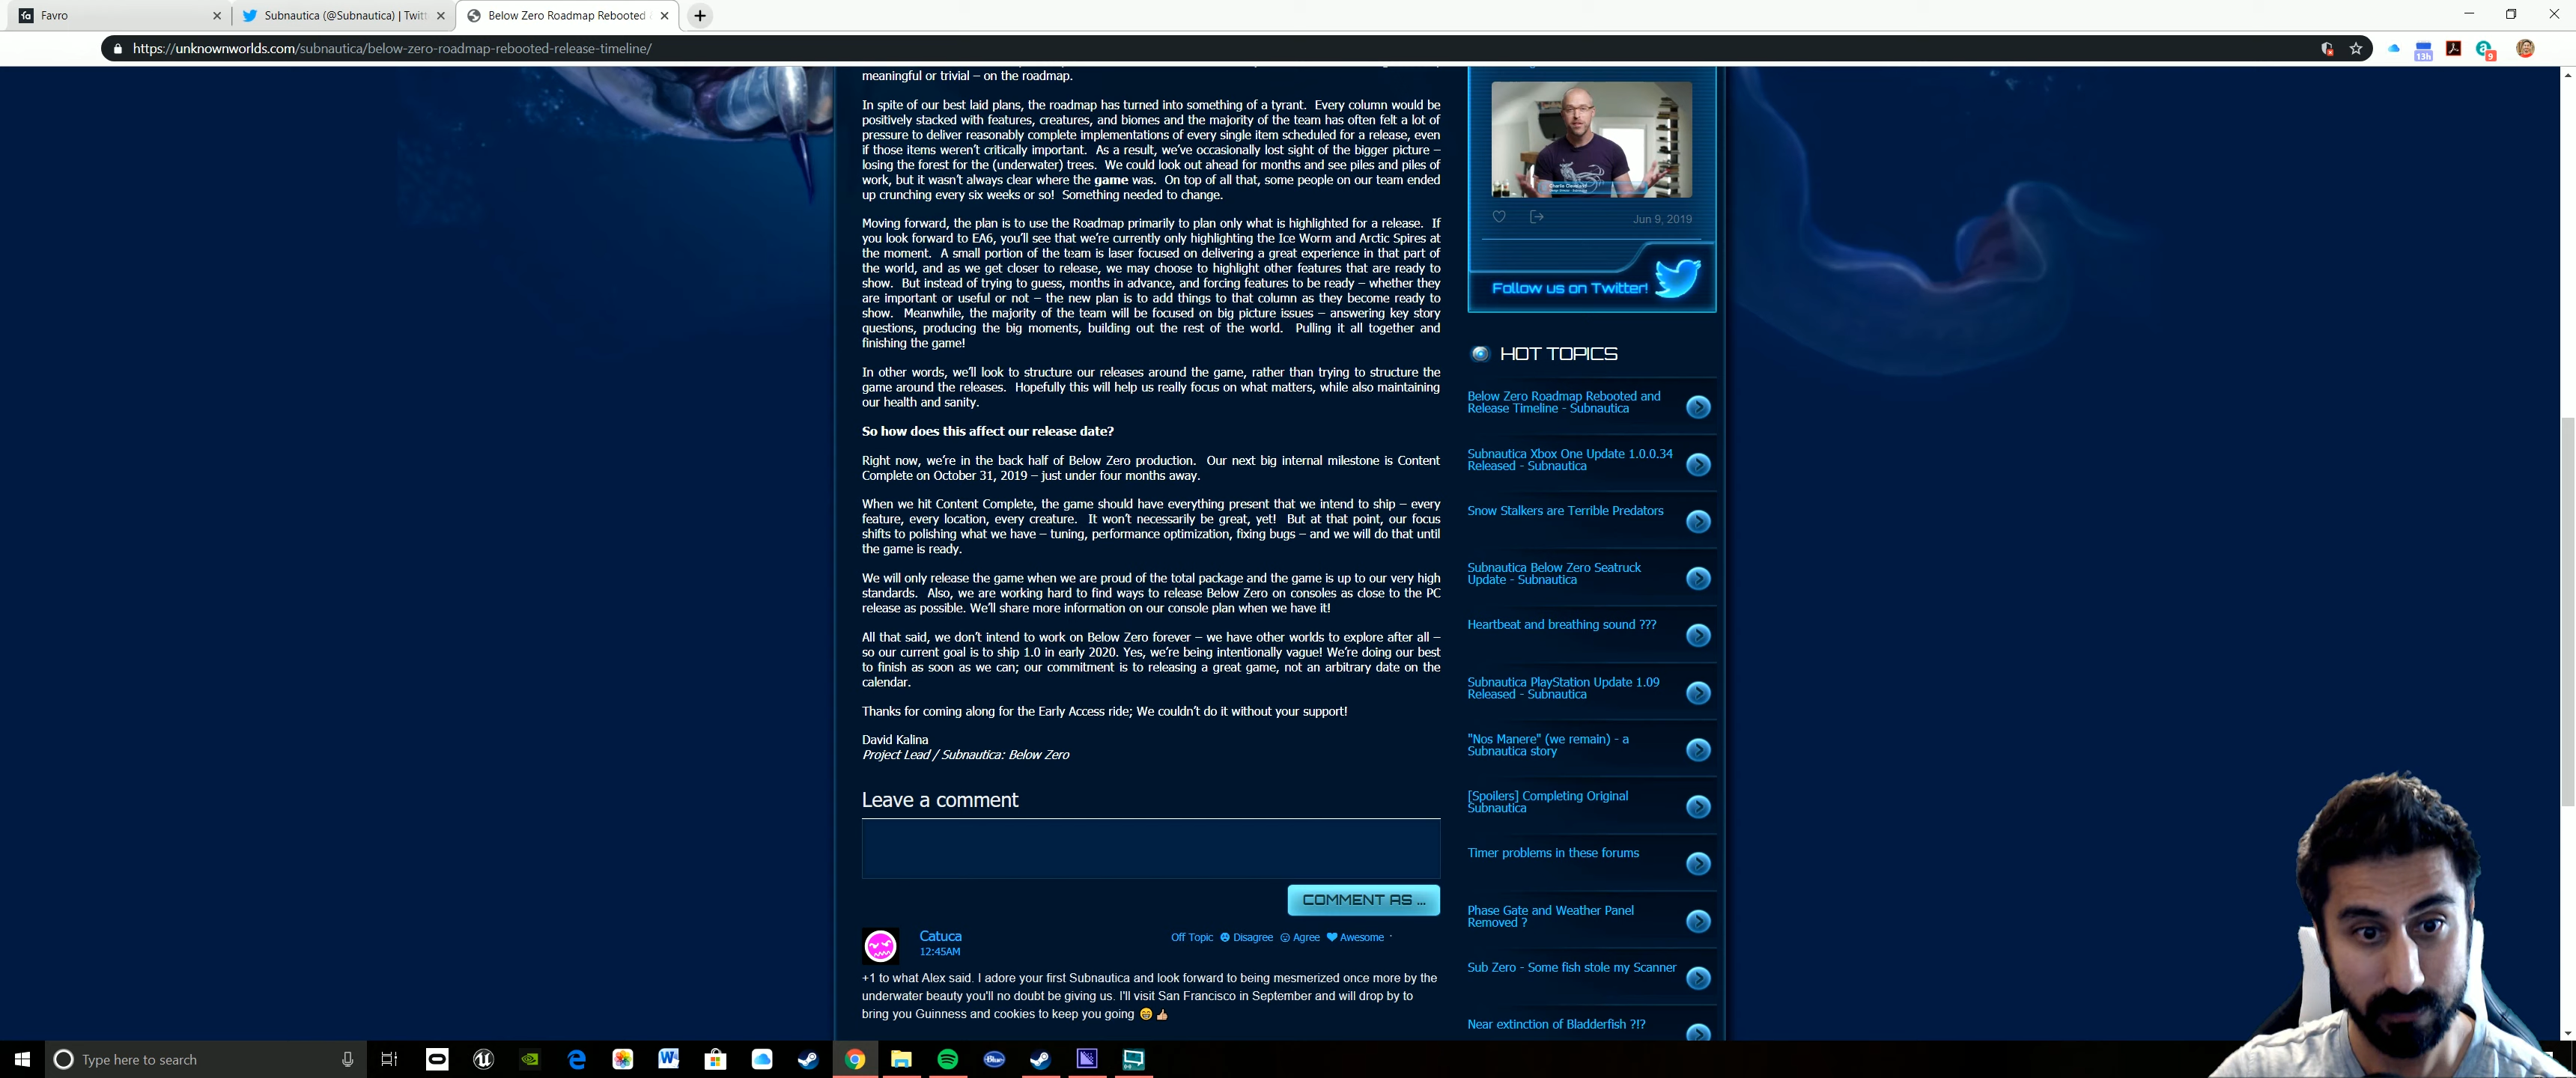 Favro
Subnautica (@Subnautica) | Twitt
Below Zero Roadmap Rebooted
https://unknownworlds.com/subnautica/below-zero-roadmap-rebooted-release-timeline/
13h
9
meaningful or trivial – on the roadmap.
In spite of our best laid plans, the roadmap has turned into something of a tyrant. Every column would be
positively stacked with features, creatures, and biomes and the majority of the team has often felt a lot of
pressure to deliver reasonably complete implementations of every single item scheduled for a release, even
if those items weren't critically important. As a result, we've occasionally lost sight of the bigger picture –
losing the forest for the (underwater) trees. We could look out ahead for months and see piles and piles of
work, but it wasn't always clear where the game was. On top of all that, some people on our team ended
up crunching every six weeks or so! Something needed to change.
Moving forward, the plan is to use the Roadmap primarily to plan only what is highlighted for a release. If
you look forward to EA6, you'll see that we're currently only highlighting the Ice Worm and Arctic Spires at
the moment. A small portion of the team is laser focused on delivering a great experience in that part of
the world, and as we get closer to release, we may choose to highlight other features that are ready to
show. But instead of trying to guess, months in advance, and forcing features to be ready – whether they
are important or useful or not – the new plan is to add things to that column as they become ready to
show. Meanwhile, the majority of the team will be focused on big picture issues – answering key story
questions, producing the big moments, building out the rest of the world. Pulling it all together and
finishing the game!
In other words, we'll look to structure our releases around the game, rather than trying to structure the
game around the releases. Hopefully this will help us really focus on what matters, while also maintaining
our health and sanity.
So how does this affect our release date?
Right now, we're in the back half of Below Zero production. Our next big internal milestone is Content
Complete on October 31, 2019 – just under four months away.
When we hit Content Complete, the game should have everything present that we intend to ship – every
feature, every location, every creature. It won't necessarily be great, yet! But at that point, our focus
shifts to polishing what we have – tuning, performance optimization, fixing bugs – and we will do that until
the game is ready.
We will only release the game when we are proud of the total package and the game is up to our very high
standards. Also, we are working hard to find ways to release Below Zero on consoles as close to the PC
release as possible. We'll share more information on our console plan when we have it!
All that said, we don't intend to work on Below Zero forever – we have other worlds to explore after all –
so our current goal is to ship 1.0 in early 2020. Yes, we're being intentionally vague! We're doing our best
to finish as soon as we can; our commitment is to releasing a great game, not an arbitrary date on the
calendar.
Thanks for coming along for the Early Access ride; We couldn't do it without your support!
David Kalina
Project Lead / Subnautica: Below Zero
Leave a comment
COMMENT AS ...
Catuca
12:45AM
Off Topic Disagree Agree Awesome
+1 to what Alex said. I adore your first Subnautica and look forward to being mesmerized once more by the
underwater beauty you'll no doubt be giving us. I'll visit San Francisco in September and will drop by to
bring you Guinness and cookies to keep you going 😁👍
Charlie Cleveland
Jun 9, 2019
Follow us on Twitter!
HOT TOPICS
Below Zero Roadmap Rebooted and
Release Timeline - Subnautica
Subnautica Xbox One Update 1.0.0.34
Released - Subnautica
Snow Stalkers are Terrible Predators
Subnautica Below Zero Seatruck
Update - Subnautica
Heartbeat and breathing sound ???
Subnautica PlayStation Update 1.09
Released - Subnautica
"Nos Manere" (we remain) - a
Subnautica story
[Spoilers] Completing Original
Subnautica
Timer problems in these forums
Phase Gate and Weather Panel
Removed ?
Sub Zero - Some fish stole my Scanner
Near extinction of Bladderfish ?!?
Type here to search
Blue